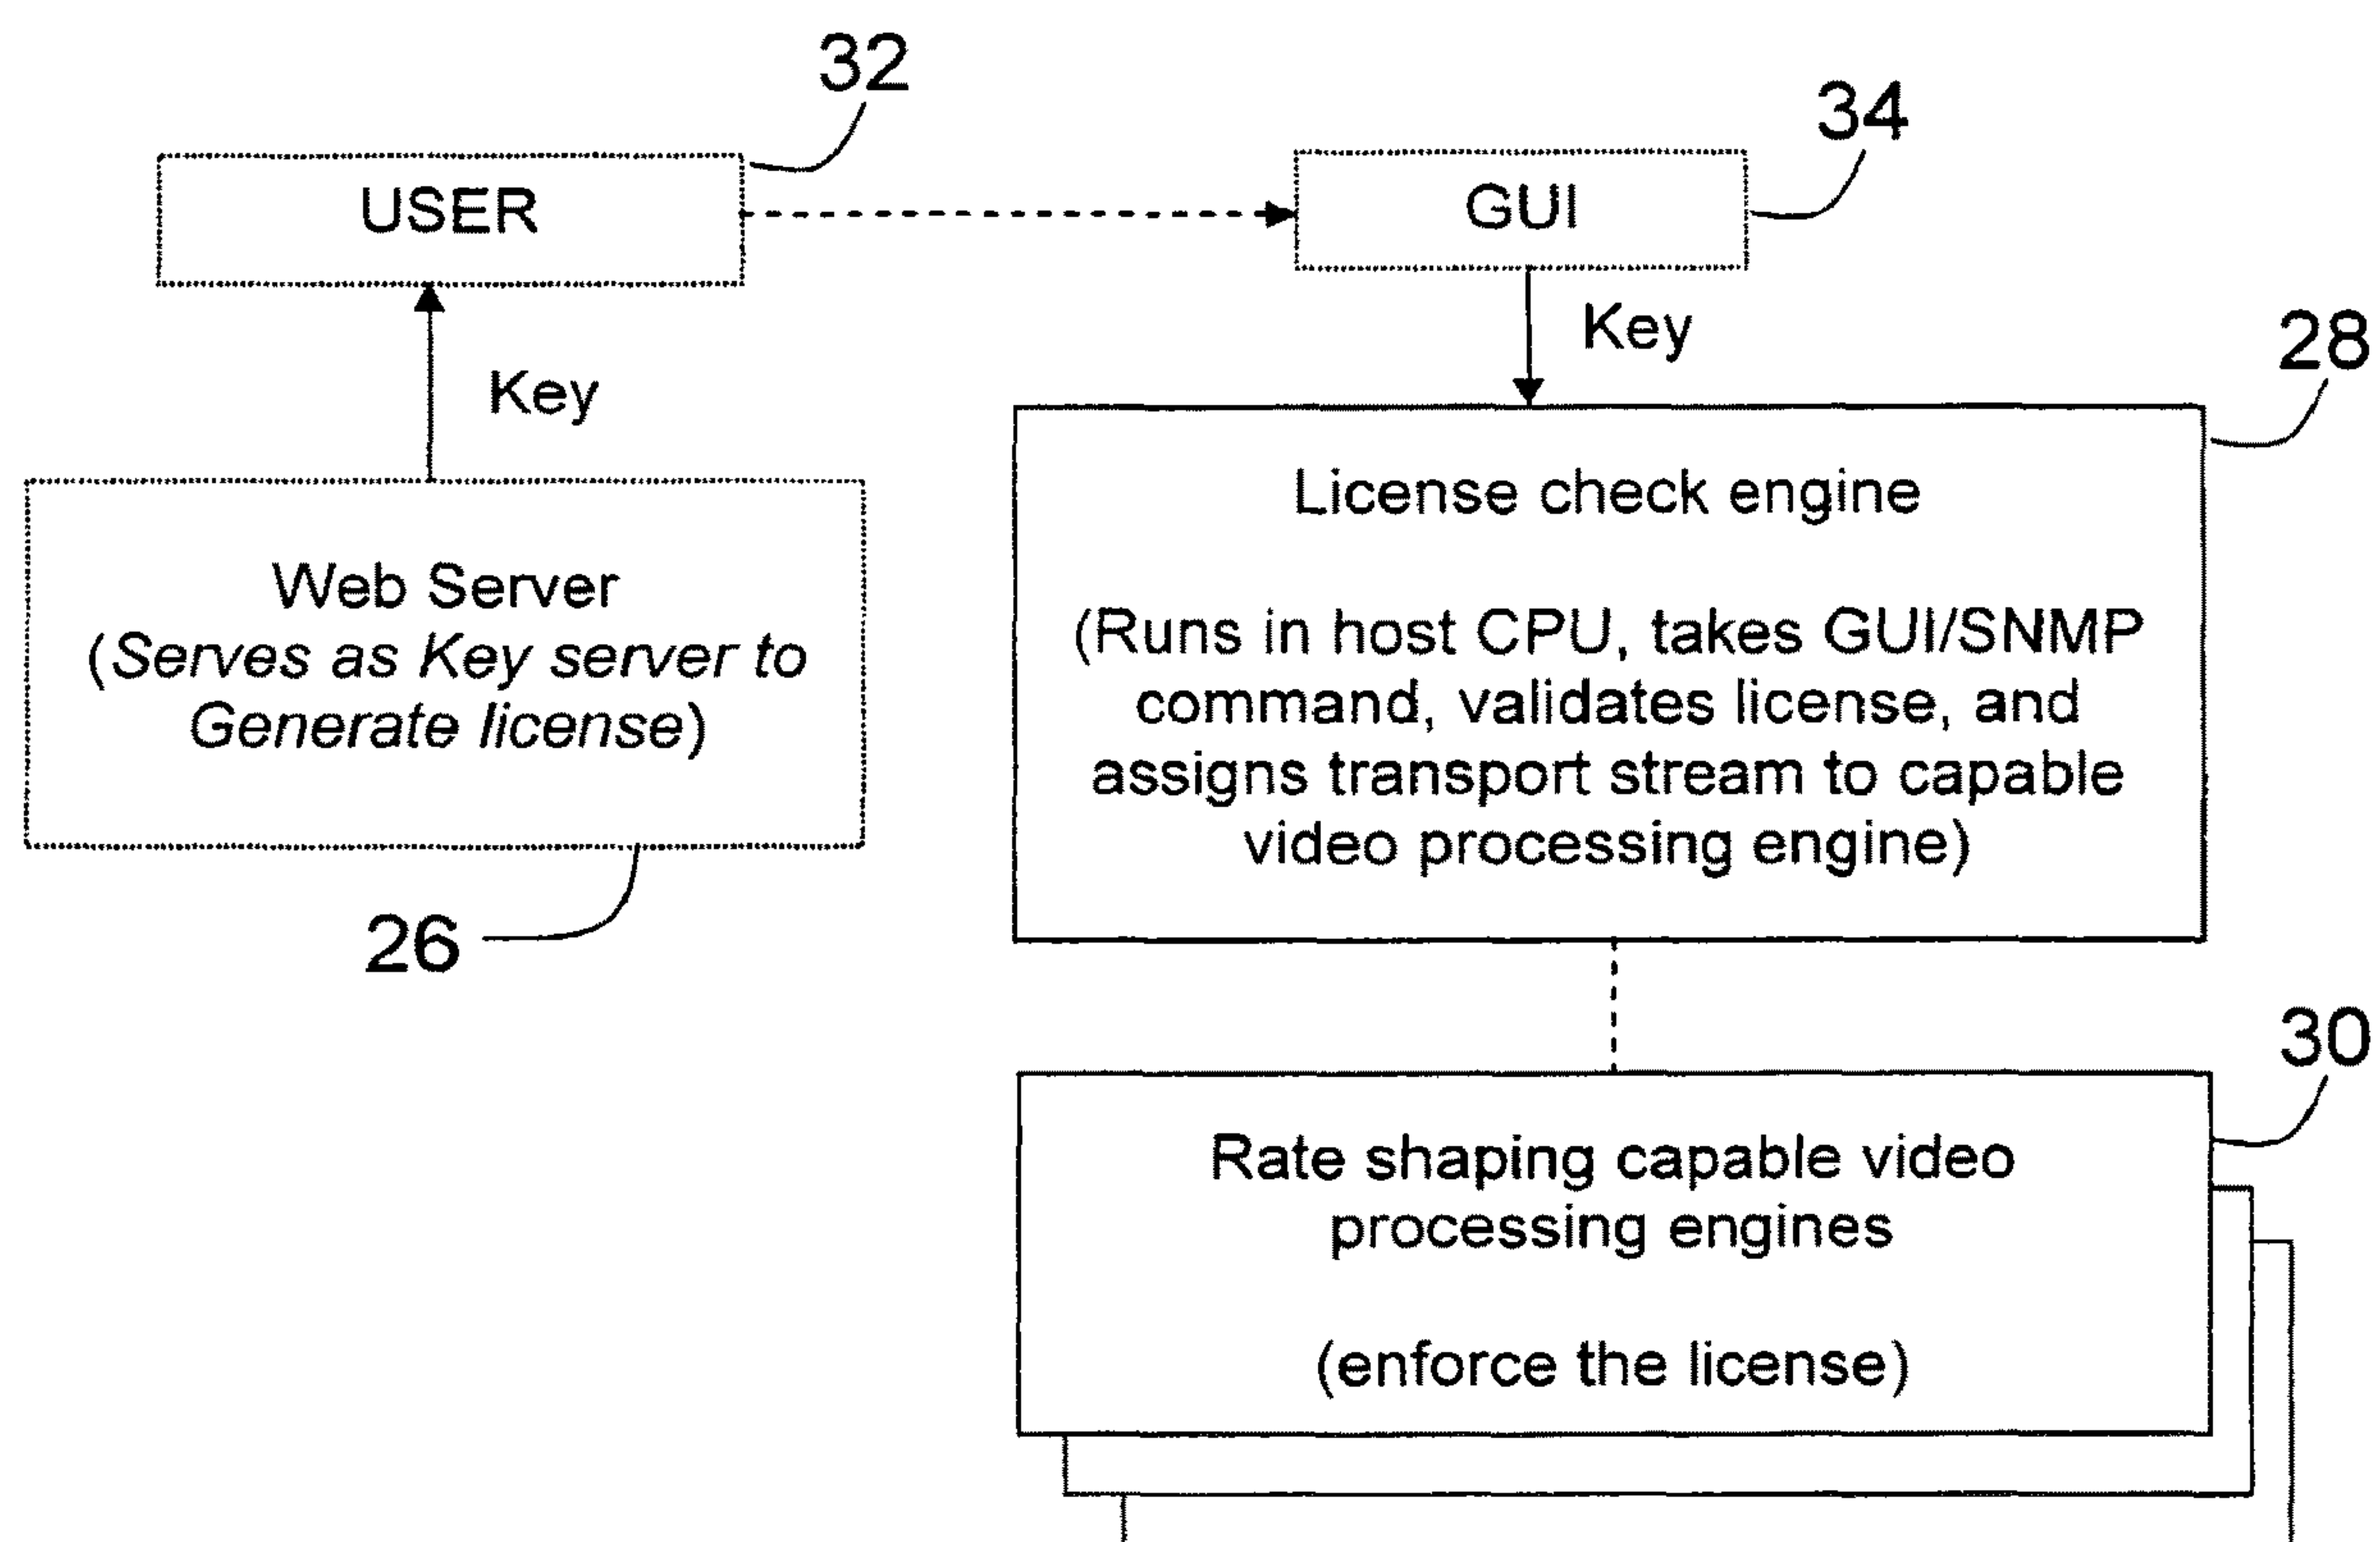 32
34
USER
GUI
Key
Key
28
License check engine
Web Server
(Serves as Key server to
Generate license)
(Runs in host CPU, takes GUI/SNMP
command, validates license, and
assigns transport stream to capable
video processing engine)
26
30
Rate shaping capable video
processing engines
(enforce the license)